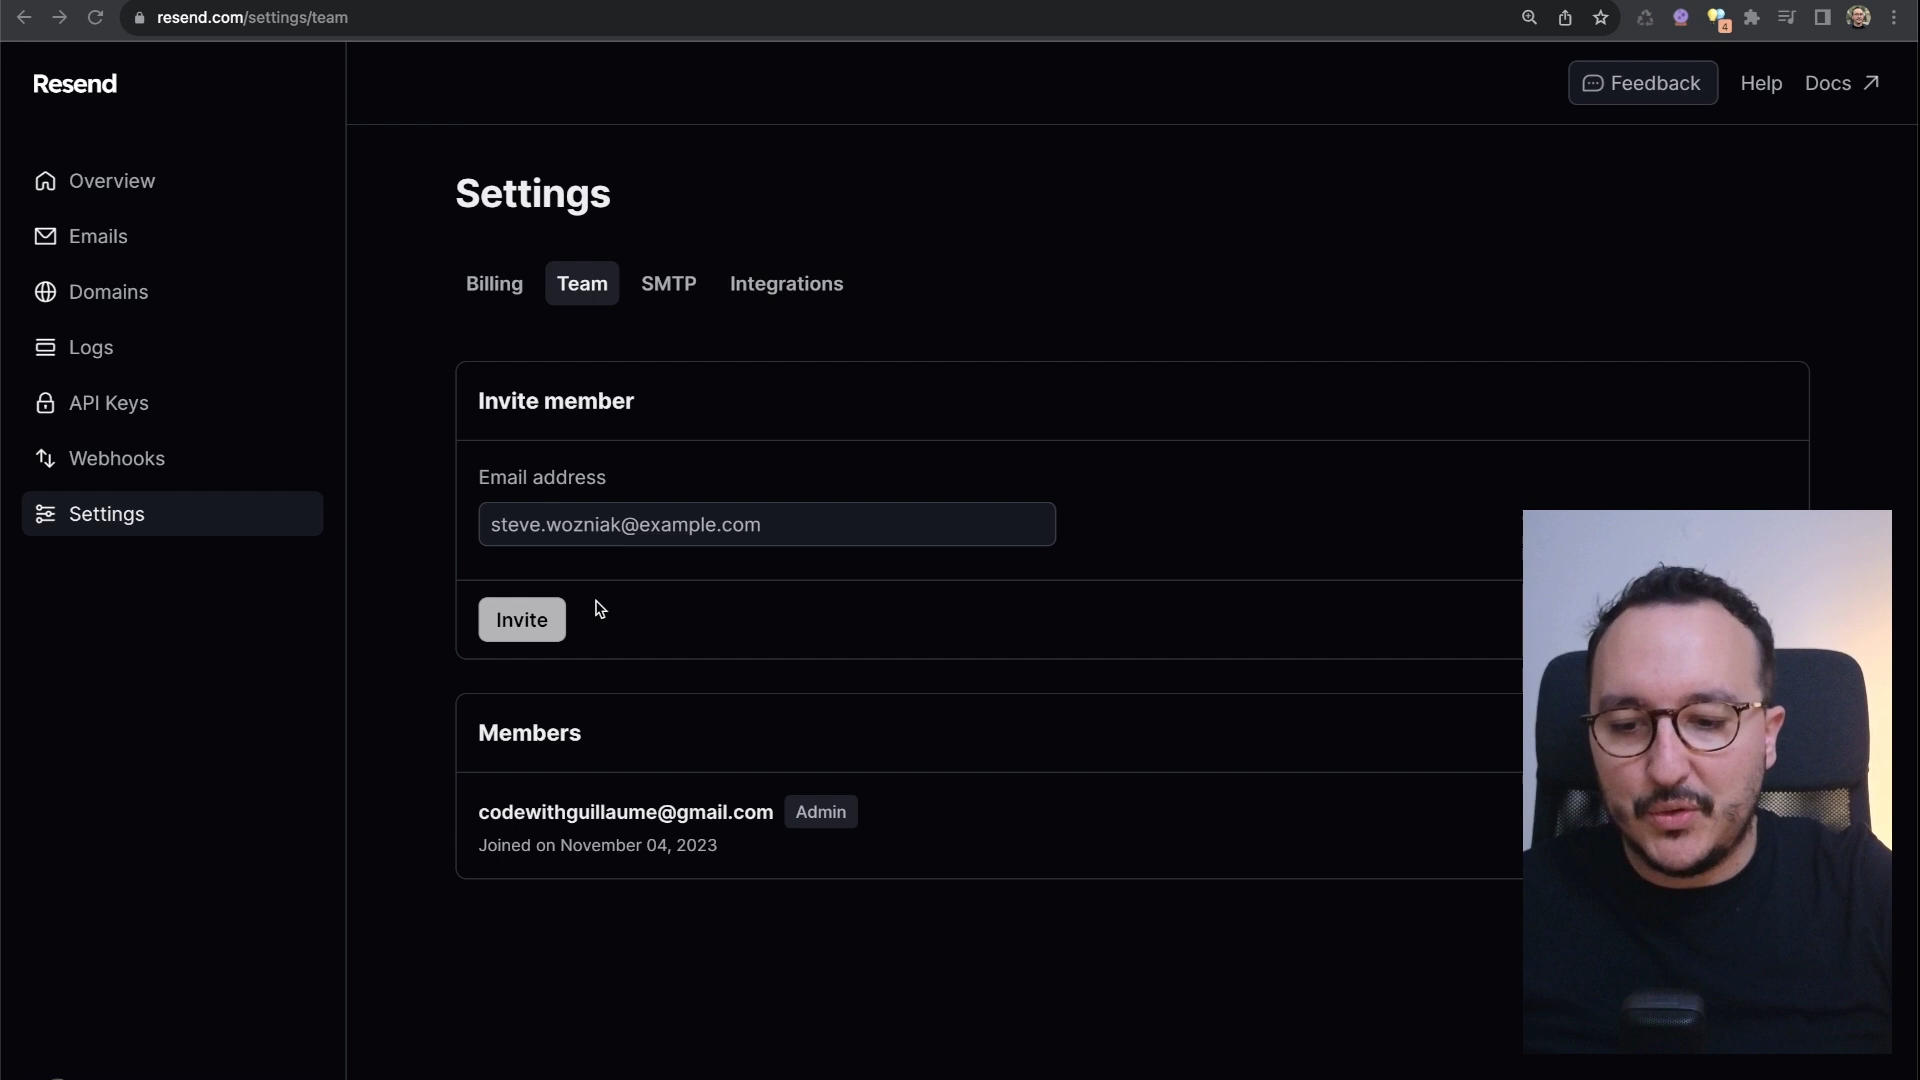 resend.com/settings/team
4
Resend
Feedback
Help
Docs
Overview
Emails
Domains
Logs
API Keys
Webhooks
Settings
Settings
Billing
Team
SMTP
Integrations
Invite member
Email address
steve.wozniak@example.com
Invite
Members
codewithguillaume@gmail.com
Admin
Joined on November 04, 2023